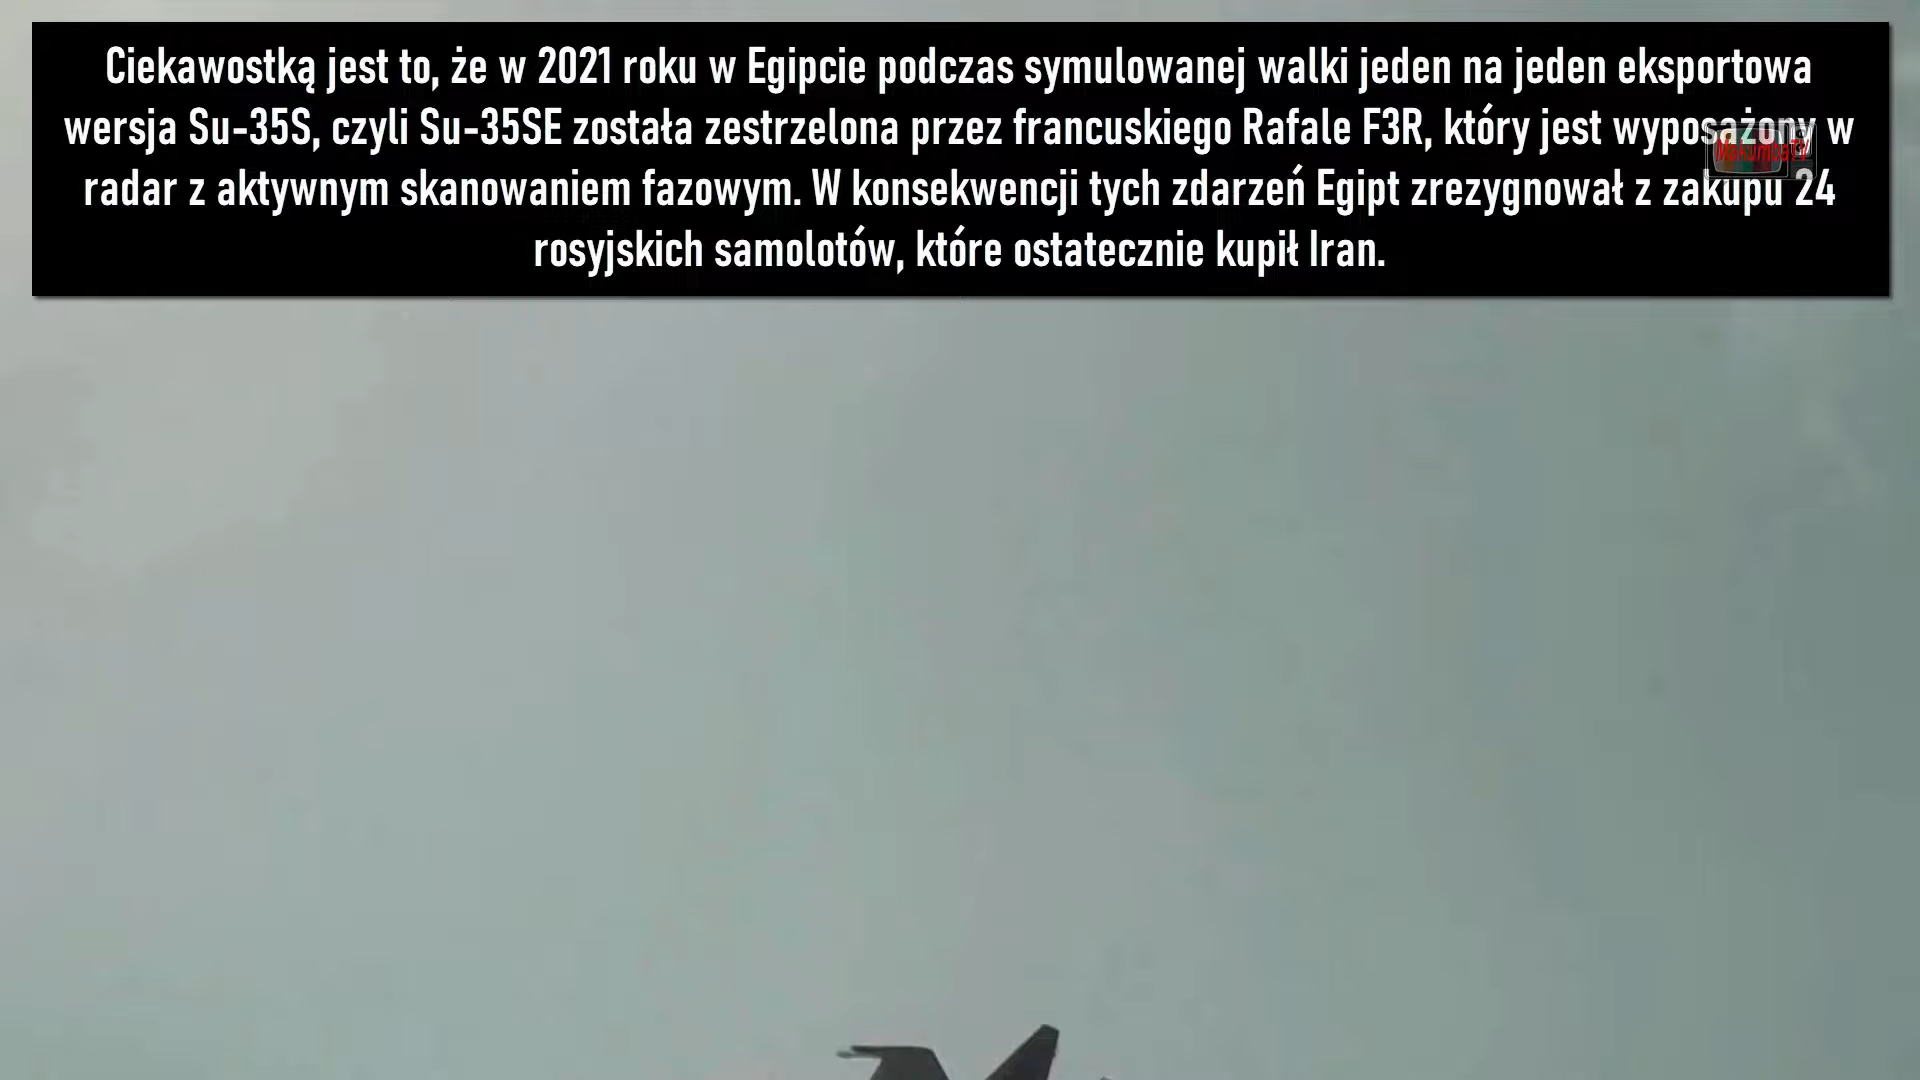 Ciekawostką jest to, że w 2021 roku w Egipcie podczas symulowanej walki jeden na jeden eksportowa
wersja Su-35S, czyli Su-35SE została zestrzelona przez francuskiego Rafale F3R, który jest wyposażony w
radar z aktywnym skanowaniem fazowym. W konsekwencji tych zdarzeń Egipt zrezygnował z zakupu 24
rosyjskich samolotów, które ostatecznie kupił Iran.
MakumbaTV